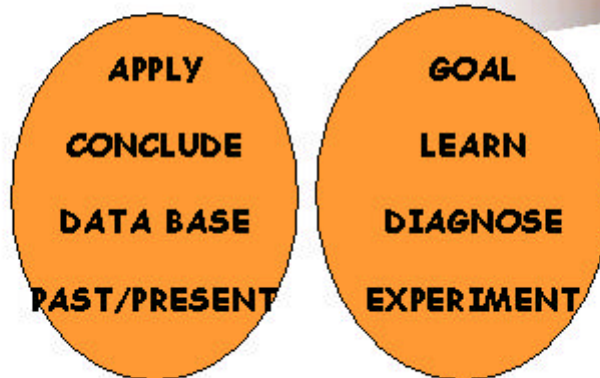 APPLY
CONCLUDE
DATA BASE
PAST/PRESENT
GOAL
LEARN
DIAGNOSE
EXPERIMENT